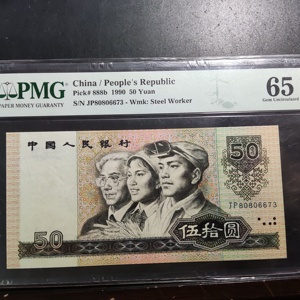 PMG
PAPER MONEY GUARANTY
China / People's Republic
Pick# 888b 1990 50 Yuan
S/N JP80806673 - Wmk: Steel Worker
65
Gem Uncirculated
中国人民银行
50
JP80806673
50
伍拾圆